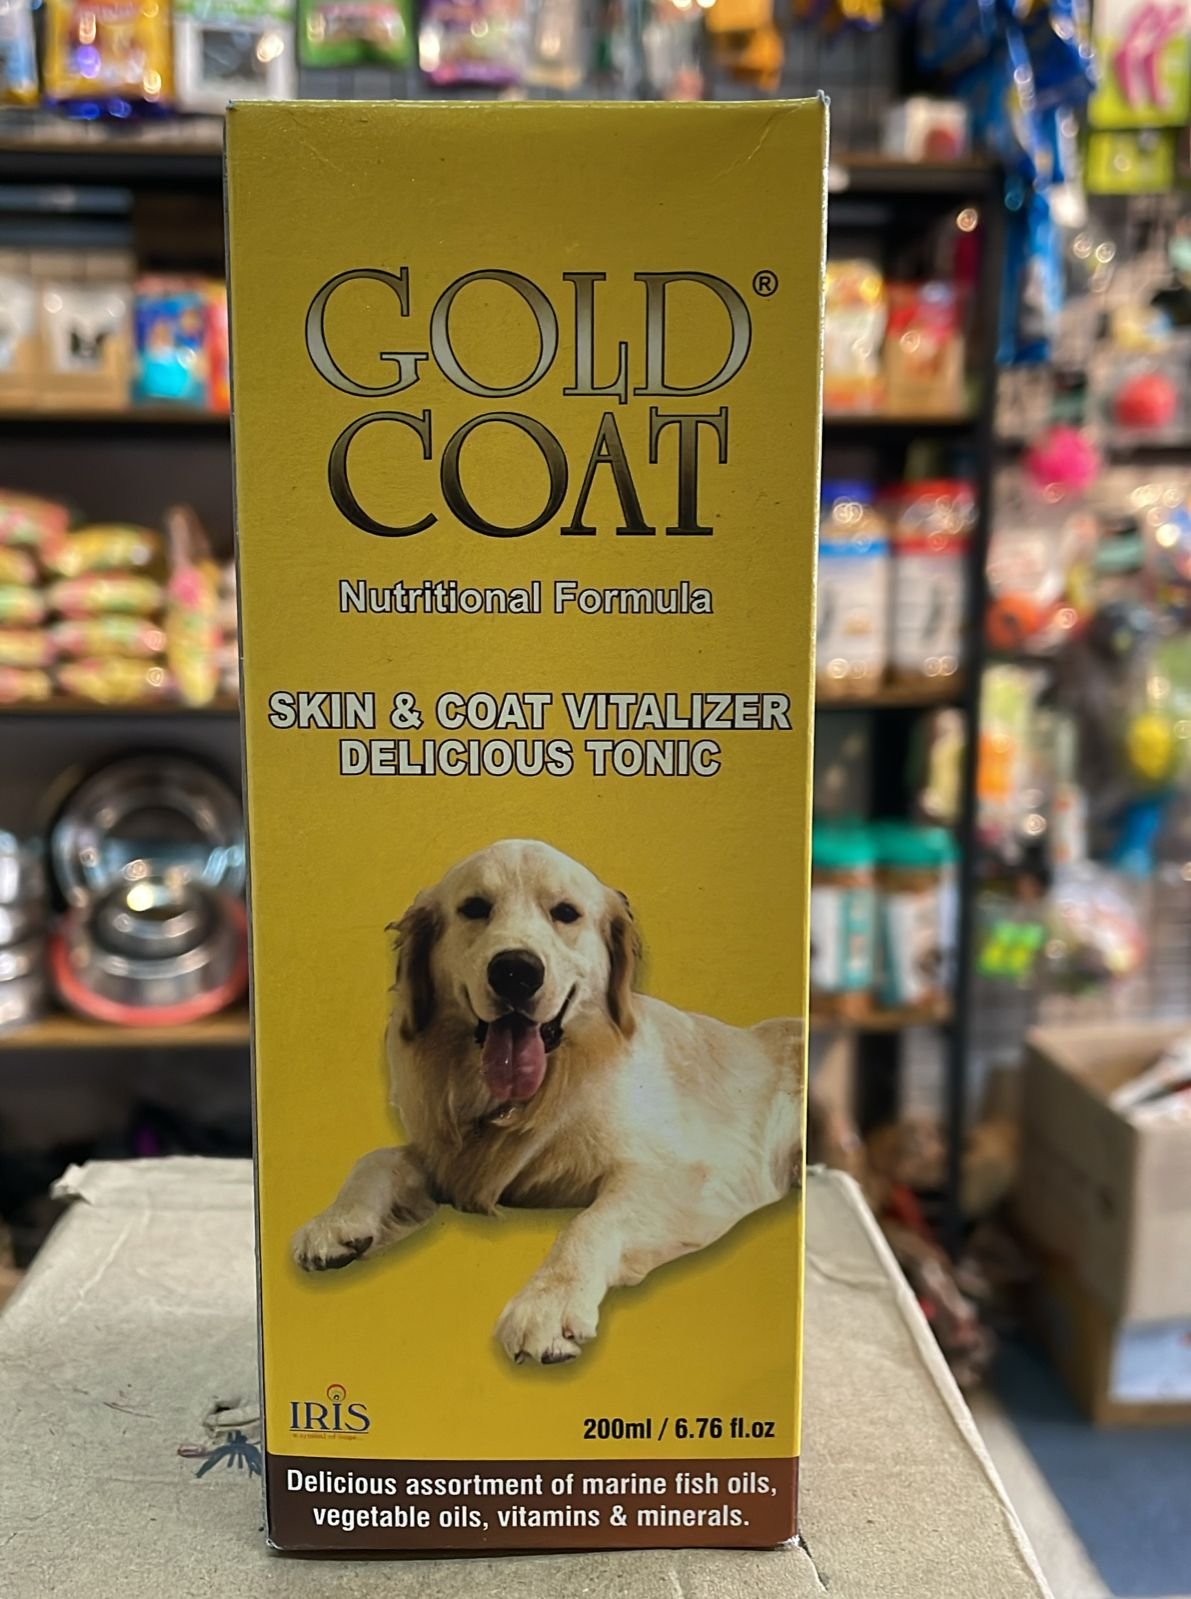 GOLD®
COAT
Nutritional Formula
SKIN & COAT VITALIZER
DELICIOUS TONIC
IRIS
200ml / 6.76 fl.oz
Delicious assortment of marine fish oils,
vegetable oils, vitamins & minerals.